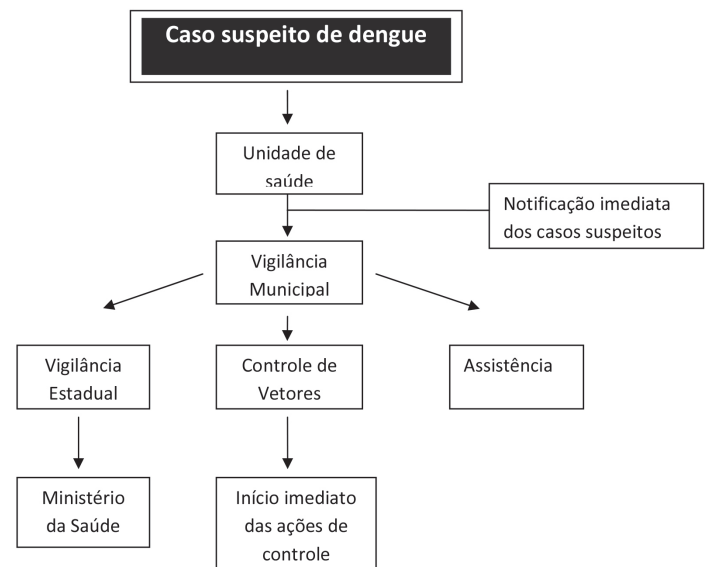 Caso suspeito de dengue
Unidade de
saúde
Notificação imediata
dos casos suspeitos
Vigilância
Municipal
Vigilância
Estadual
Controle de
Vetores
Assistência
Ministério
da Saúde
Início imediato
das ações de
controle